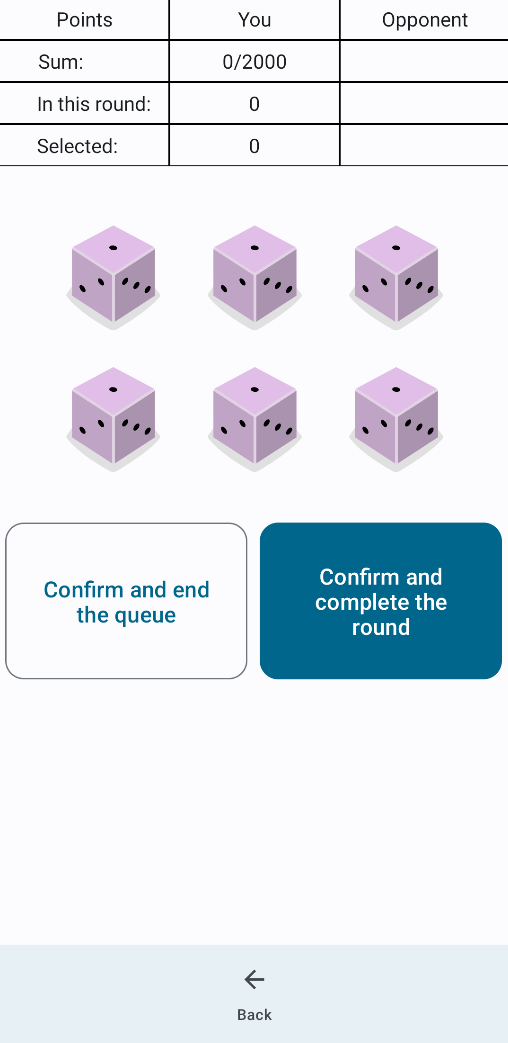 Points You Opponent
Sum: 0/2000
In this round: 0
Selected: 0
Confirm and end
the queue
Confirm and
complete the
round
Back